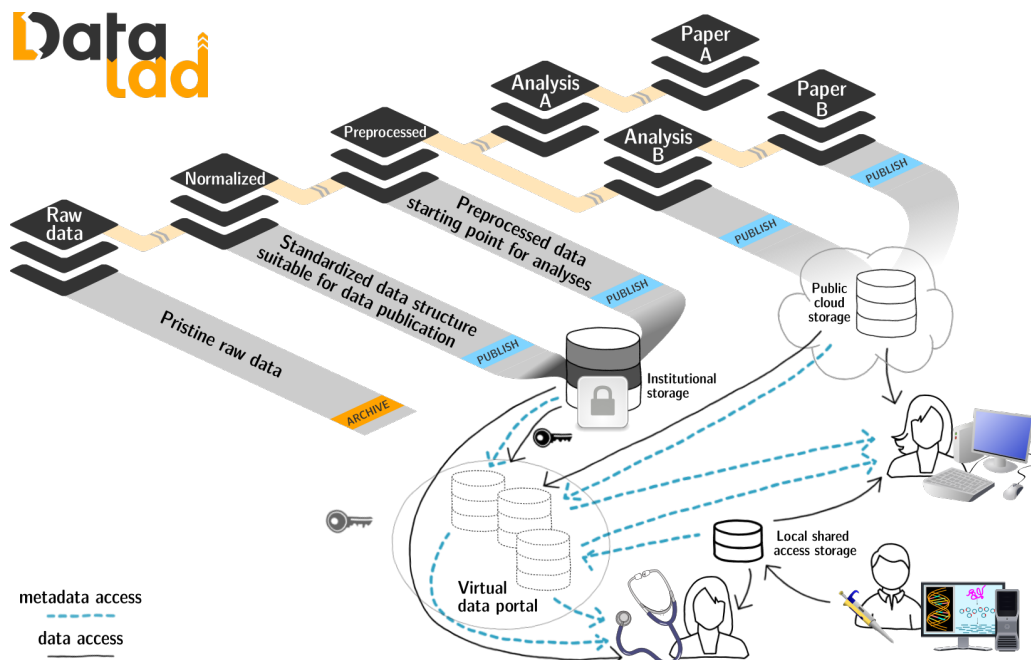 Data
lad
Paper
A
Analysis
A
Paper
B
Preprocessed
Analysis
B
Normalized
Raw
data
PUBLISH
PUBLISH
Preprocessed data
starting point for analyses
PUBLISH
Standardized data structure
suitable for data publication
PUBLISH
Pristine raw data
ARCHIVE
Public
cloud
storage
Institutional
storage
Local shared
access storage
Virtual
data portal
metadata access
data access